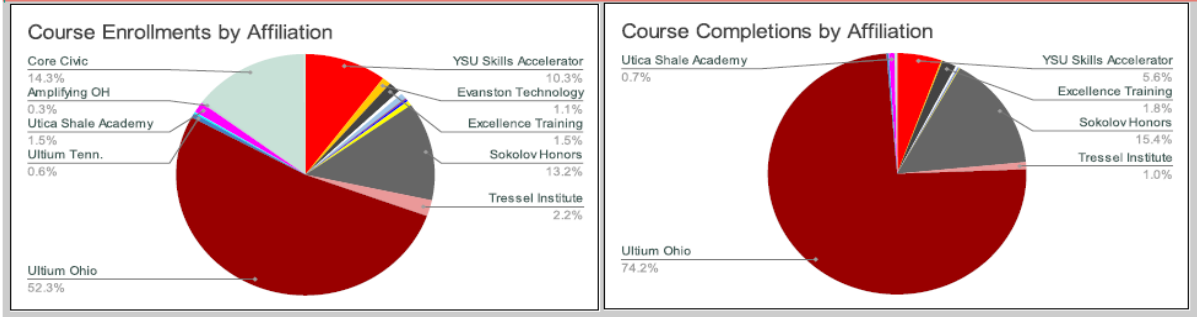 Course Enrollments by Affiliation
Core Civic
14.3%
Amplifying OH
0.3%
Utica Shale Academy
1.5%
Ultium Tenn.
0.6%
Ultium Ohio
52.3%
YSU Skills Accelerator
10.3%
Evanston Technology
1.1%
Excellence Training
1.5%
Sokolov Honors
13.2%
Tressel Institute
2.2%
Course Completions by Affiliation
Utica Shale Academy
0.7%
Ultium Ohio
74.2%
YSU Skills Accelerator
5.6%
Excellence Training
1.8%
Sokolov Honors
15.4%
Tressel Institute
1.0%